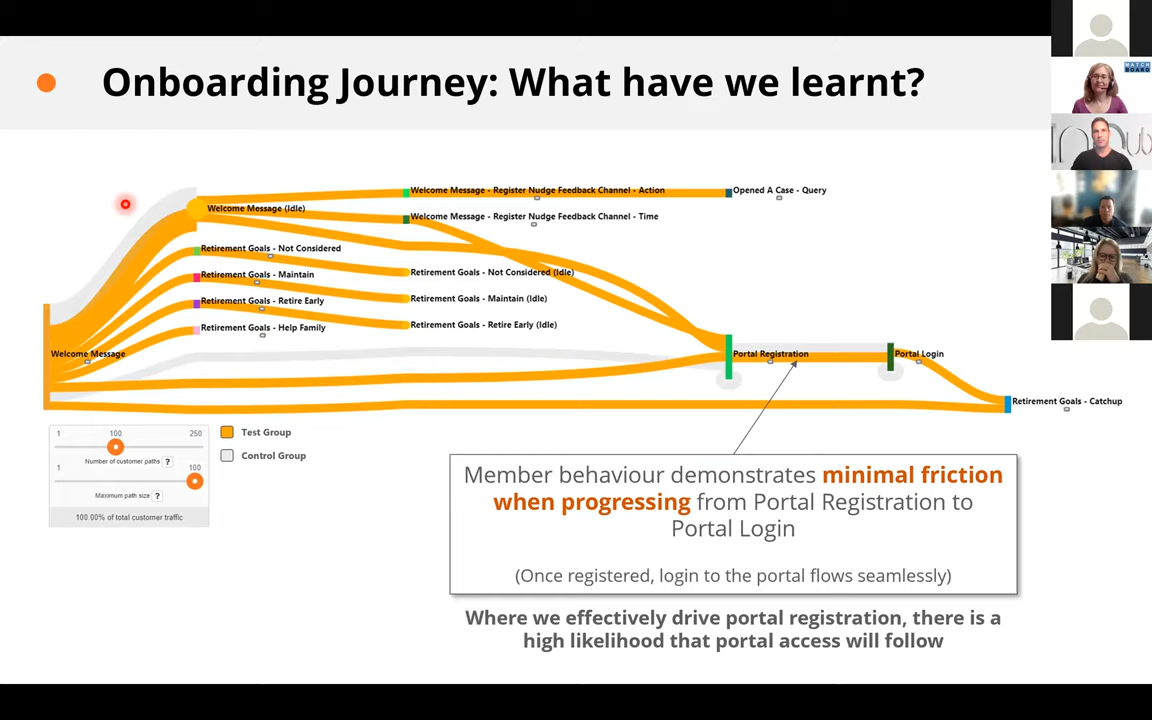 Onboarding Journey: What have we learnt?
MATCH
BOARD
Welcome Message - Register Nudge Feedback Channel - Action
Opened A Case - Query
Welcome Message (Idle)
Welcome Message - Register Nudge Feedback Channel - Time
Retirement Goals - Not Considered
Retirement Goals - Not Considered (Idle)
Retirement Goals - Maintain
Retirement Goals - Maintain (Idle)
Retirement Goals - Retire Early
Retirement Goals - Retire Early (Idle)
Retirement Goals - Help Family
Welcome Message
Portal Registration
Portal Login
Retirement Goals - Catchup
1 100 250
Number of customer paths ?
1 100
Maximum path size ?
100.00% of total customer traffic
Test Group
Control Group
Member behaviour demonstrates minimal friction
when progressing from Portal Registration to
Portal Login
(Once registered, login to the portal flows seamlessly)
Where we effectively drive portal registration, there is a
high likelihood that portal access will follow